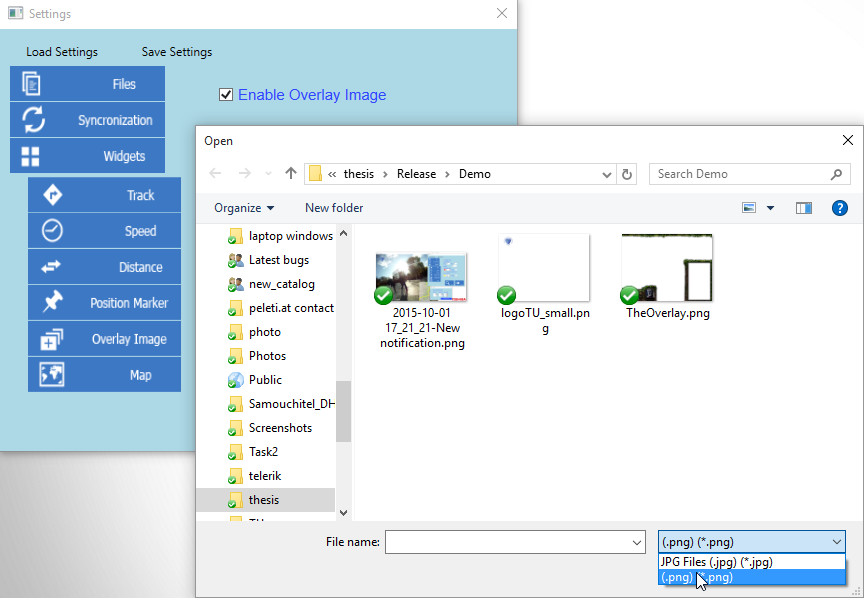 Settings
Load Settings Save Settings
Files
Syncronization
Widgets
Track
Speed
Distance
Position Marker
Overlay Image
Map
Enable Overlay Image
Open
« thesis › Release › Demo
Search Demo
Organize New folder
laptop windows
Latest bugs
new_catalog
peleti.at contact
photo
Photos
Public
Samouchitel_DH
Screenshots
Task2
telerik
thesis
2015-10-01
17_21_21-New
notification.png
logoTU_small.pn
g
TheOverlay.png
File name:
(.png) (*.png)
JPG Files (.jpg) (*.jpg)
(.png) (*.png)